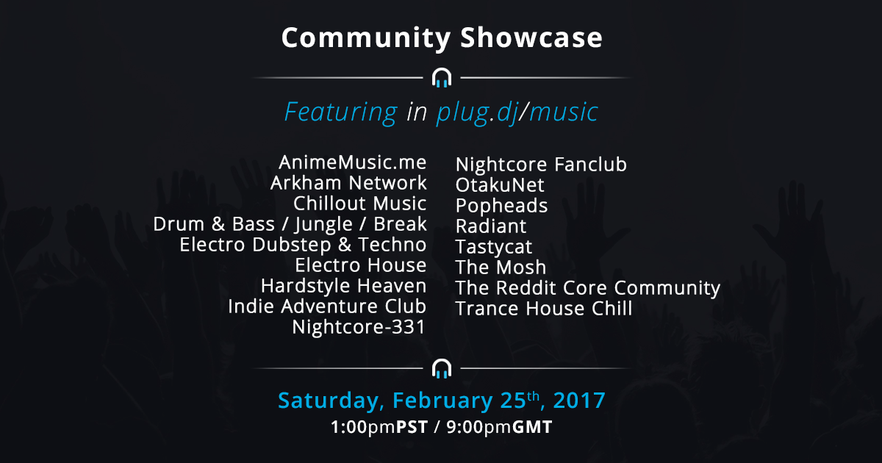 Community Showcase
Featuring in plug.dj/music
AnimeMusic.me
Arkham Network
Chillout Music
Drum & Bass / Jungle / Break
Electro Dubstep & Techno
Electro House
Hardstyle Heaven
Indie Adventure Club
Nightcore-331
Nightcore Fanclub
OtakuNet
Popheads
Radiant
Tastycat
The Mosh
The Reddit Core Community
Trance House Chill
Saturday, February 25th, 2017
1:00pmPST / 9:00pmGMT